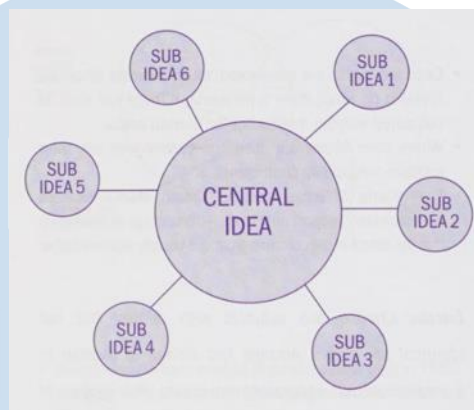 SUB
IDEA 6
SUB
IDEA 1
SUB
IDEA 5
CENTRAL
IDEA
SUB
IDEA 2
SUB
IDEA 4
SUB
IDEA 3